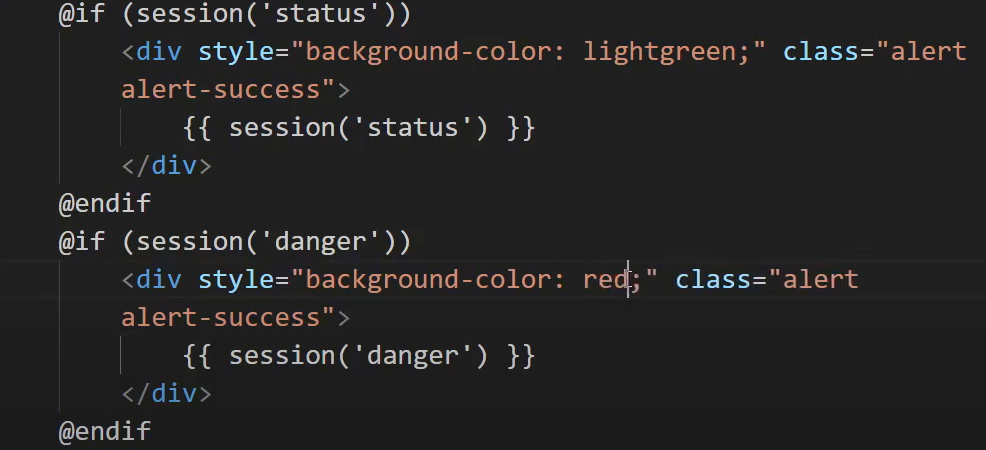 @if (session('status'))
<div style="background-color: lightgreen;" class="alert
alert-success">
{{ session('status') }}
</div>
@endif
@if (session('danger'))
<div style="background-color: red;" class="alert
alert-success">
{{ session('danger') }}
</div>
@endif